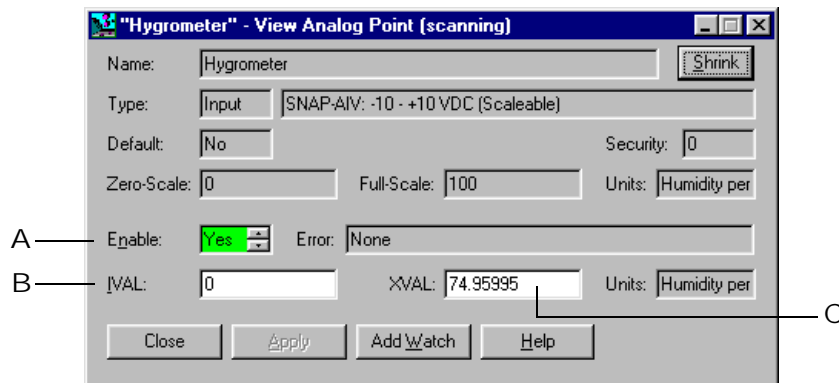 "Hygrometer" - View Analog Point (scanning)
Name: Hygrometer Shrink
Type: Input SNAP-AIV: -10 - +10 VDC (Scaleable)
Default: No Security: 0
Zero-Scale: 0 Full-Scale: 100 Units: Humidity per
A Enable: Yes Error: None
B IVAL: 0 XVAL: 74.95995 Units: Humidity per
C
Close Apply Add Watch Help